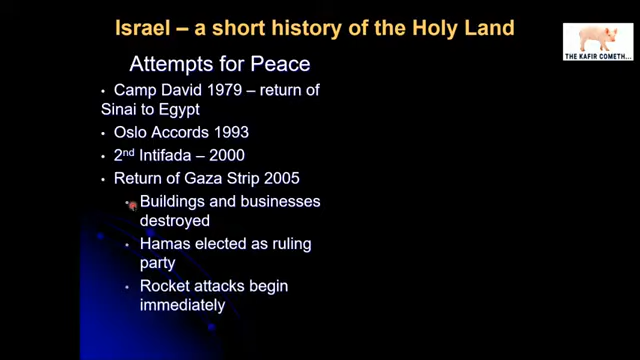 Israel – a short history of the Holy Land
THE KAFIR COMETH...
Attempts for Peace
• Camp David 1979 – return of
Sinai to Egypt
• Oslo Accords 1993
• 2nd Intifada – 2000
• Return of Gaza Strip 2005
• Buildings and businesses
destroyed
• Hamas elected as ruling
party
• Rocket attacks begin
immediately